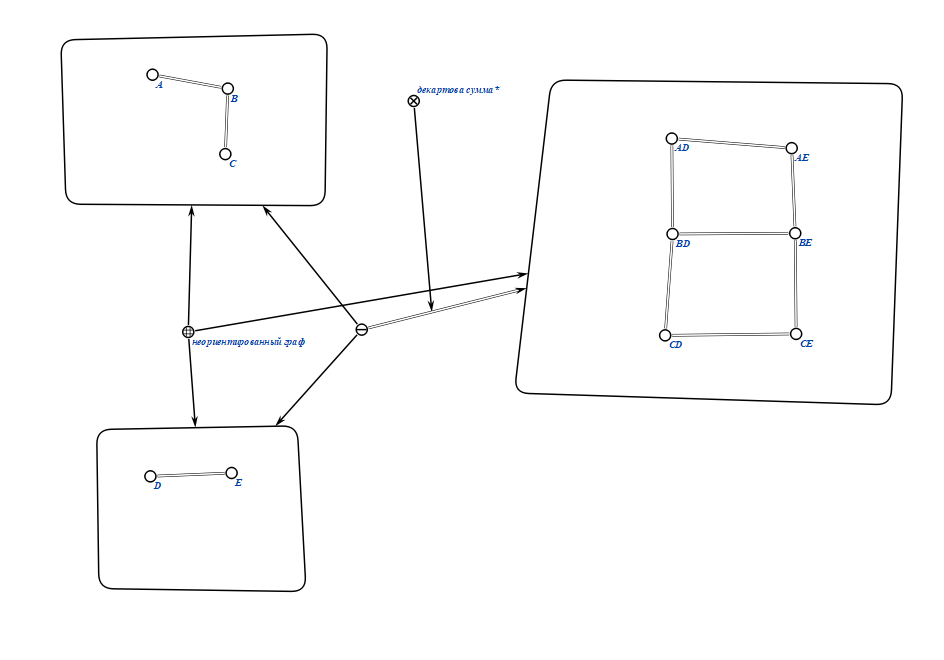 A
B
C
декартова сумма*
AD
AE
BD
BE
CD
CE
неориентированный граф
D
E